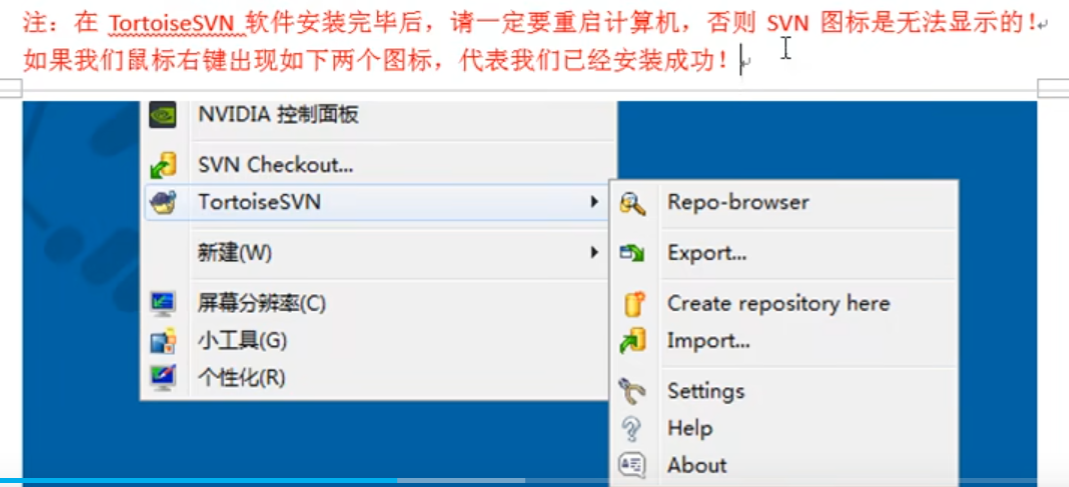 注：在 TortoiseSVN 软件安装完毕后，请一定要重启计算机，否则 SVN 图标是无法显示的！
如果我们鼠标右键出现如下两个图标，代表我们已经安装成功！
NVIDIA 控制面板
SVN Checkout...
TortoiseSVN
新建(W)
屏幕分辨率(C)
小工具(G)
个性化(R)
Repo-browser
Export...
Create repository here
Import...
Settings
Help
About